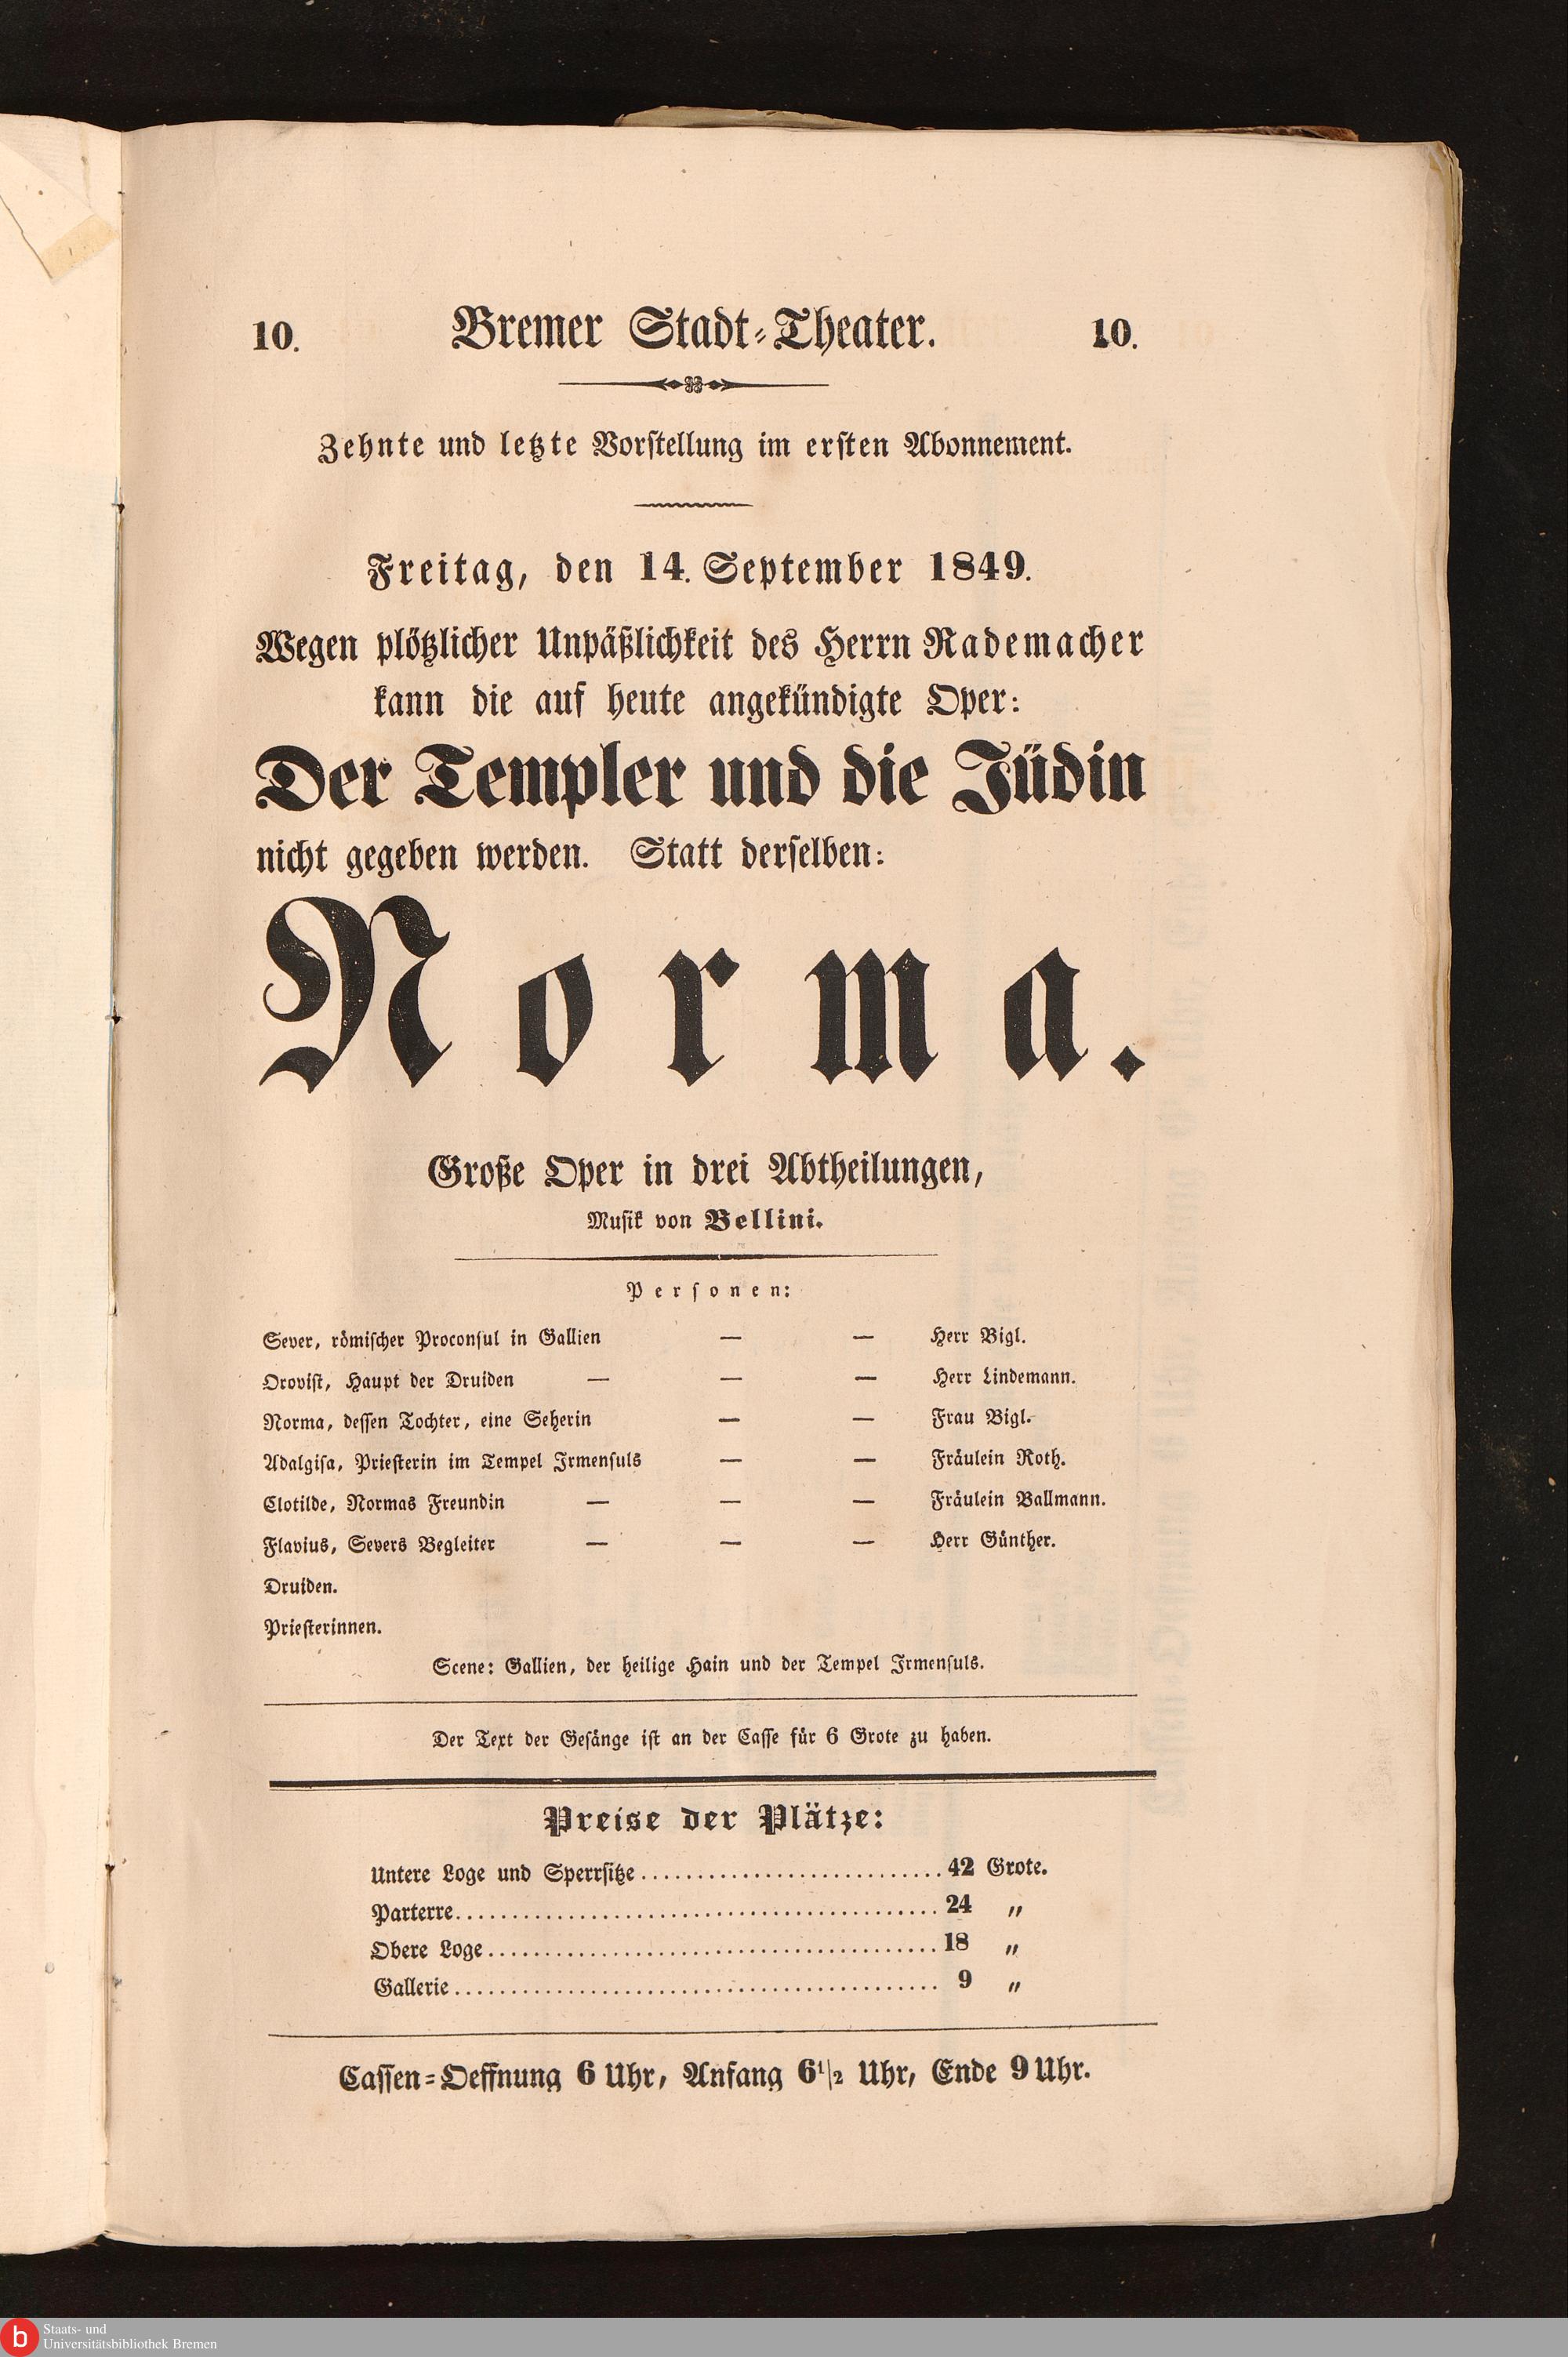 10. Bremer Stadt-Theater. 10.
Zehnte und letzte Vorstellung im ersten Abonnement.
Freitag, den 14. September 1849.
Wegen plötzlicher Unpäßlichkeit des Herrn Rademacher
kann die auf heute angekündigte Oper:
Der Templer und die Jüdin
nicht gegeben werden. Statt derselben:
Norma.
Große Oper in drei Abtheilungen,
Musik von Bellini.
Personen:
Sever, römischer Proconsul in Gallien — — Herr Bigl.
Orovist, Haupt der Druiden — — — Herr Lindemann.
Norma, dessen Tochter, eine Seherin — — Frau Bigl.
Adalgisa, Priesterin im Tempel Irmensuls — — Fräulein Roth.
Clotilde, Normas Freundin — — — Fräulein Ballmann.
Flavius, Severs Begleiter — — — Herr Günther.
Druiden.
Priesterinnen.
Scene: Gallien, der heilige Hain und der Tempel Irmensuls.
Der Text der Gesänge ist an der Casse für 6 Grote zu haben.
Preise der Plätze:
Untere Loge und Sperrsitze........................... 42 Grote.
Parterre........................................... 24 „
Obere Loge........................................ 18 „
Gallerie........................................... 9 „
Cassen-Oeffnung 6 Uhr, Anfang 6 1/2 Uhr, Ende 9 Uhr.
b Staats- und
Universitätsbibliothek Bremen